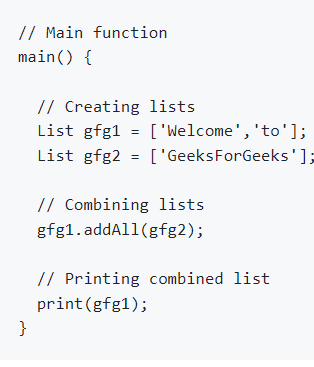 // Main function
main() {
// Creating lists
List gfg1 = ['Welcome','to'];
List gfg2 = ['GeeksForGeeks'];
// Combining lists
gfg1.addAll(gfg2);
// Printing combined list
print(gfg1);
}